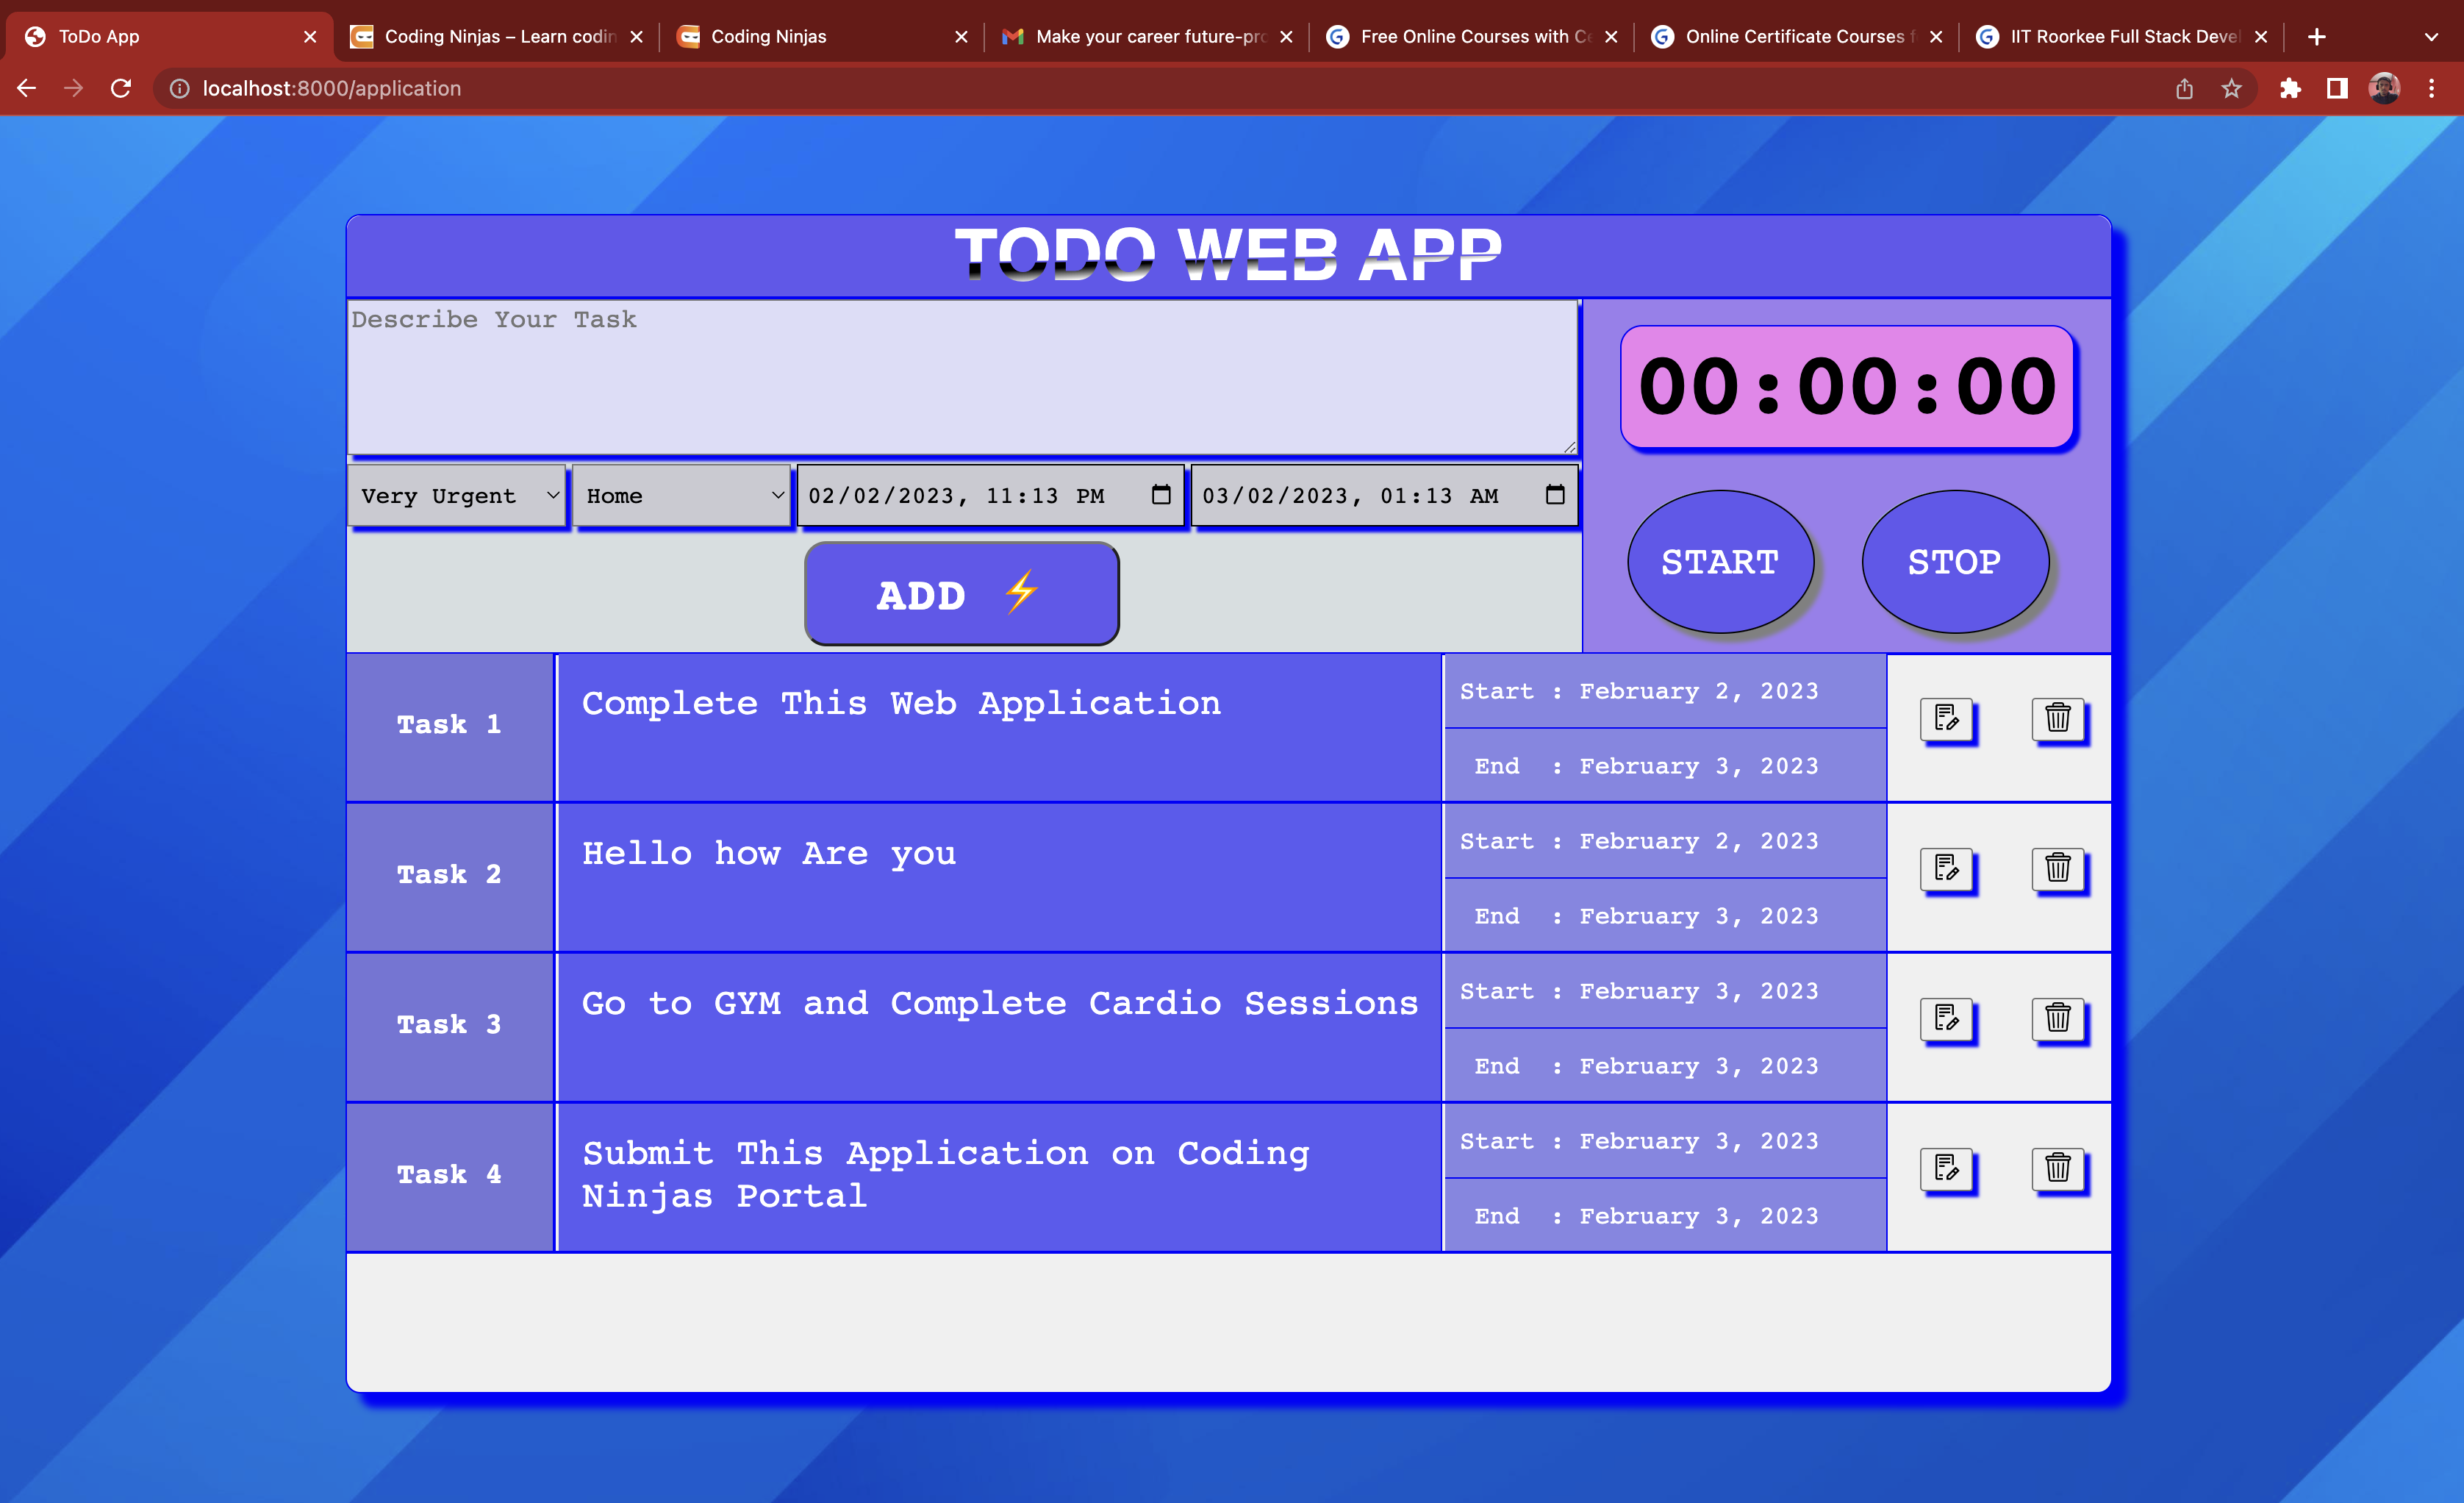 ToDo App
Coding Ninjas – Learn codin
Coding Ninjas
Make your career future-pro
Free Online Courses with Ce
Online Certificate Courses f
IIT Roorkee Full Stack Devel
localhost:8000/application
TODO WEB APP
Describe Your Task
00:00:00
Very Urgent
Home
02/02/2023, 11:13 PM
03/02/2023, 01:13 AM
START
STOP
ADD ⚡
Task 1
Complete This Web Application
Start : February 2, 2023
End : February 3, 2023
Task 2
Hello how Are you
Start : February 2, 2023
End : February 3, 2023
Task 3
Go to GYM and Complete Cardio Sessions
Start : February 3, 2023
End : February 3, 2023
Task 4
Submit This Application on Coding
Ninjas Portal
Start : February 3, 2023
End : February 3, 2023